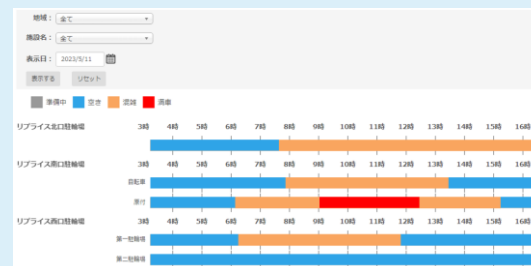 地域： 全て
施設名： 全て
表示日： 2023/5/11
表示する リセット
準備中 空き 混雑 満車
リブライズ北口駐輪場 3時 4時 5時 6時 7時 8時 9時 10時 11時 12時 13時 14時 15時 16時
リブライズ南口駐輪場 3時 4時 5時 6時 7時 8時 9時 10時 11時 12時 13時 14時 15時 16時
自転車
原付
リブライズ西口駐輪場 3時 4時 5時 6時 7時 8時 9時 10時 11時 12時 13時 14時 15時 16時
第一駐輪場
第二駐輪場